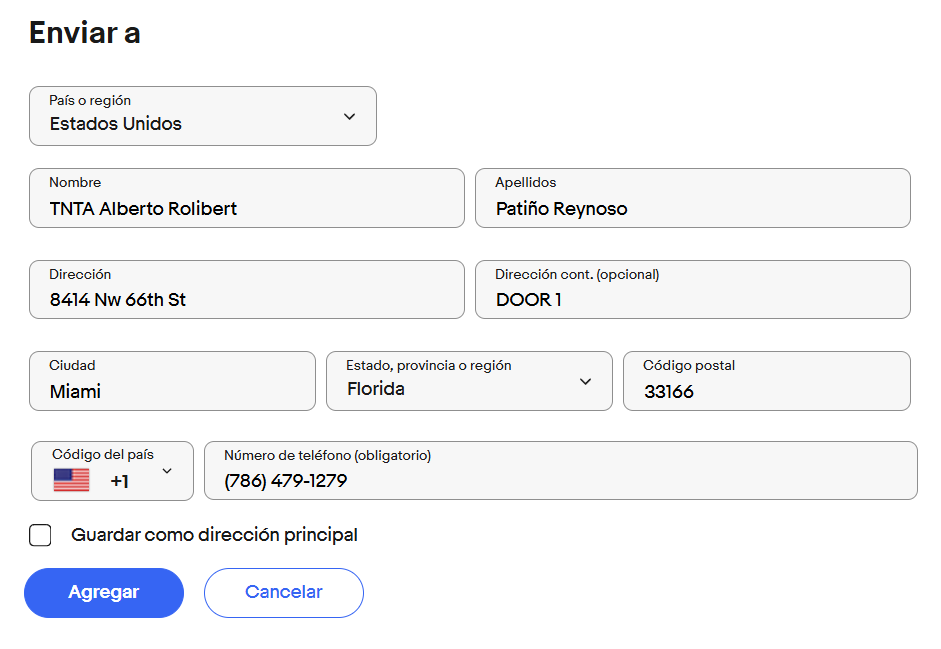 Enviar a
País o región
Estados Unidos
Nombre
TNTA Alberto Rolibert
Apellidos
Patiño Reynoso
Dirección
8414 Nw 66th St
Dirección cont. (opcional)
DOOR 1
Ciudad
Miami
Estado, provincia o región
Florida
Código postal
33166
Código del país
+1
Número de teléfono (obligatorio)
(786) 479-1279
Guardar como dirección principal
Agregar
Cancelar